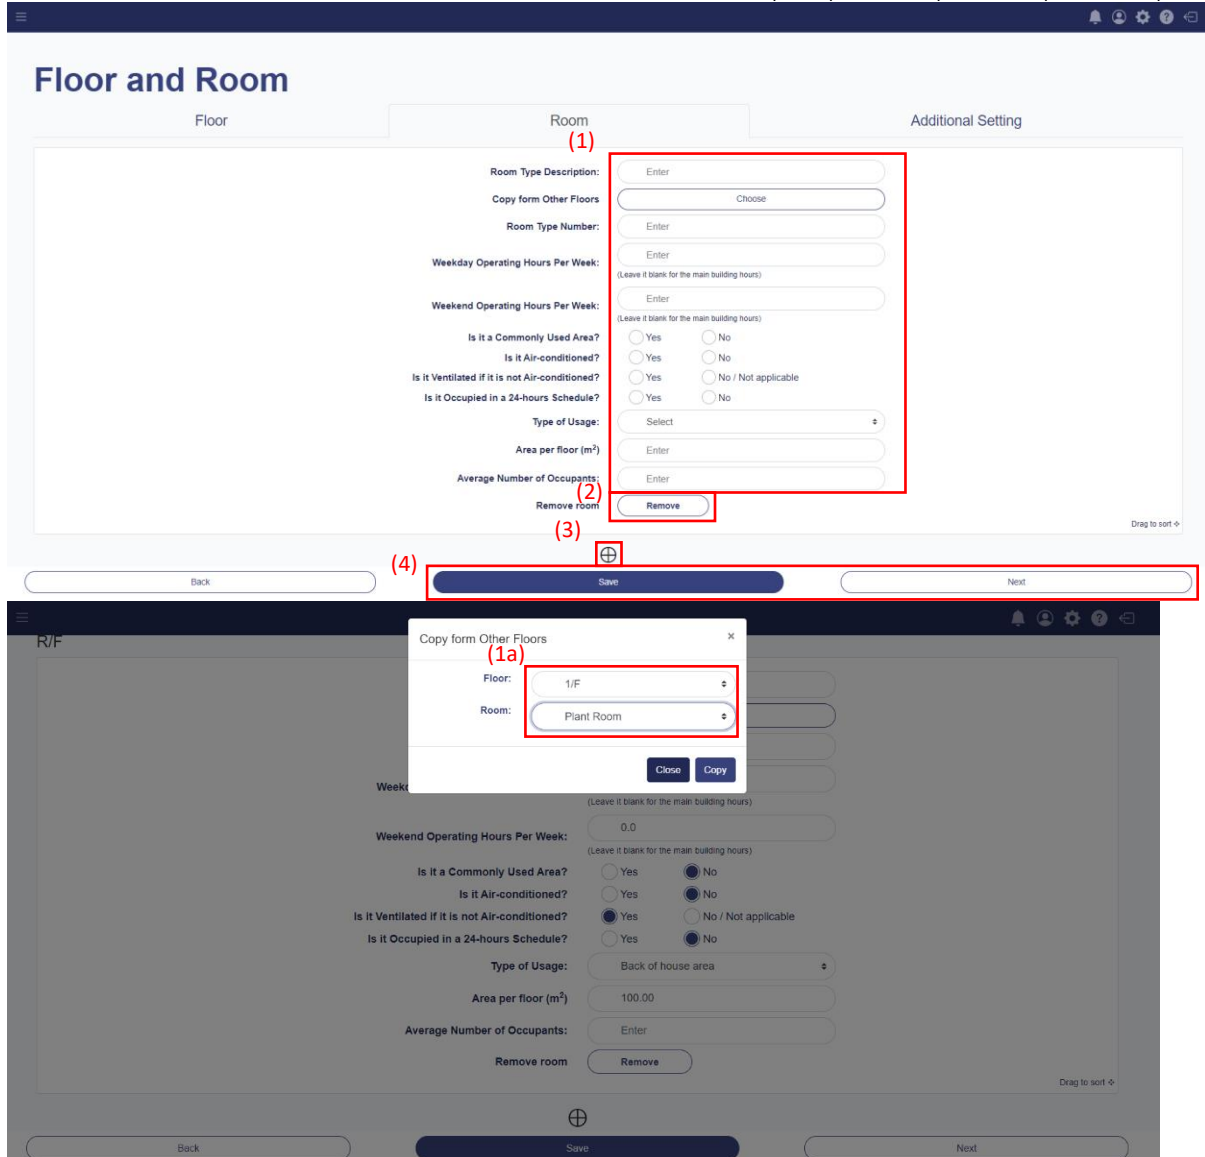 Floor and Room
Floor Room Additional Setting
(1)
Room Type Description: Enter
Copy form Other Floors Choose
Room Type Number: Enter
Weekday Operating Hours Per Week: Enter
(Leave it blank for the main building hours)
Weekend Operating Hours Per Week: Enter
(Leave it blank for the main building hours)
Is it a Commonly Used Area? Yes No
Is it Air-conditioned? Yes No
Is it Ventilated if it is not Air-conditioned? Yes No / Not applicable
Is it Occupied in a 24-hours Schedule? Yes No
Type of Usage: Select
Area per floor (m²) Enter
Average Number of Occupants: Enter
(2)
Remove room Remove
Drag to sort
(3)
(4)
Back Save Next
R/F
Copy form Other Floors ×
(1a)
Floor: 1/F
Room: Plant Room
Close Copy
(Leave it blank for the main building hours)
Weekend Operating Hours Per Week: 0.0
(Leave it blank for the main building hours)
Is it a Commonly Used Area? Yes No
Is it Air-conditioned? Yes No
Is it Ventilated if it is not Air-conditioned? Yes No / Not applicable
Is it Occupied in a 24-hours Schedule? Yes No
Type of Usage: Back of house area
Area per floor (m²) 100.00
Average Number of Occupants: Enter
Remove room Remove
Drag to sort
Back Save Next